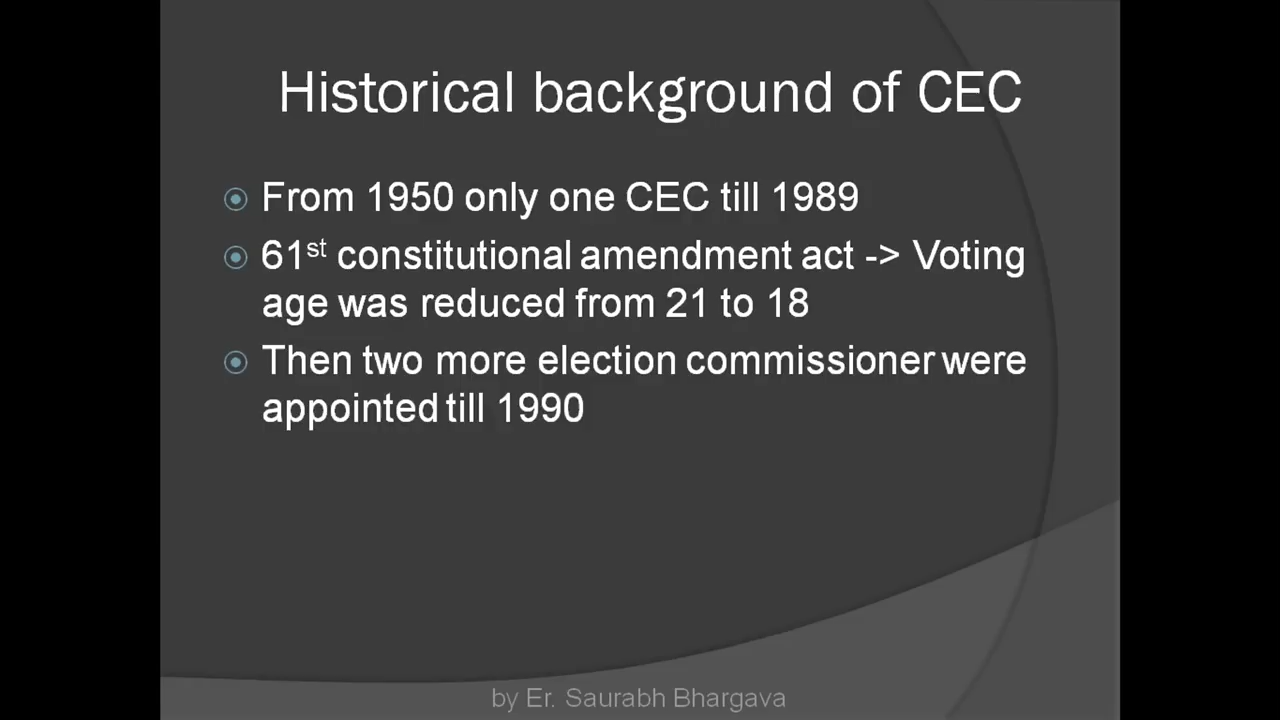 Historical background of CEC
From 1950 only one CEC till 1989
61st constitutional amendment act -> Voting
age was reduced from 21 to 18
Then two more election commissioner were
appointed till 1990
by Er. Saurabh Bhargava